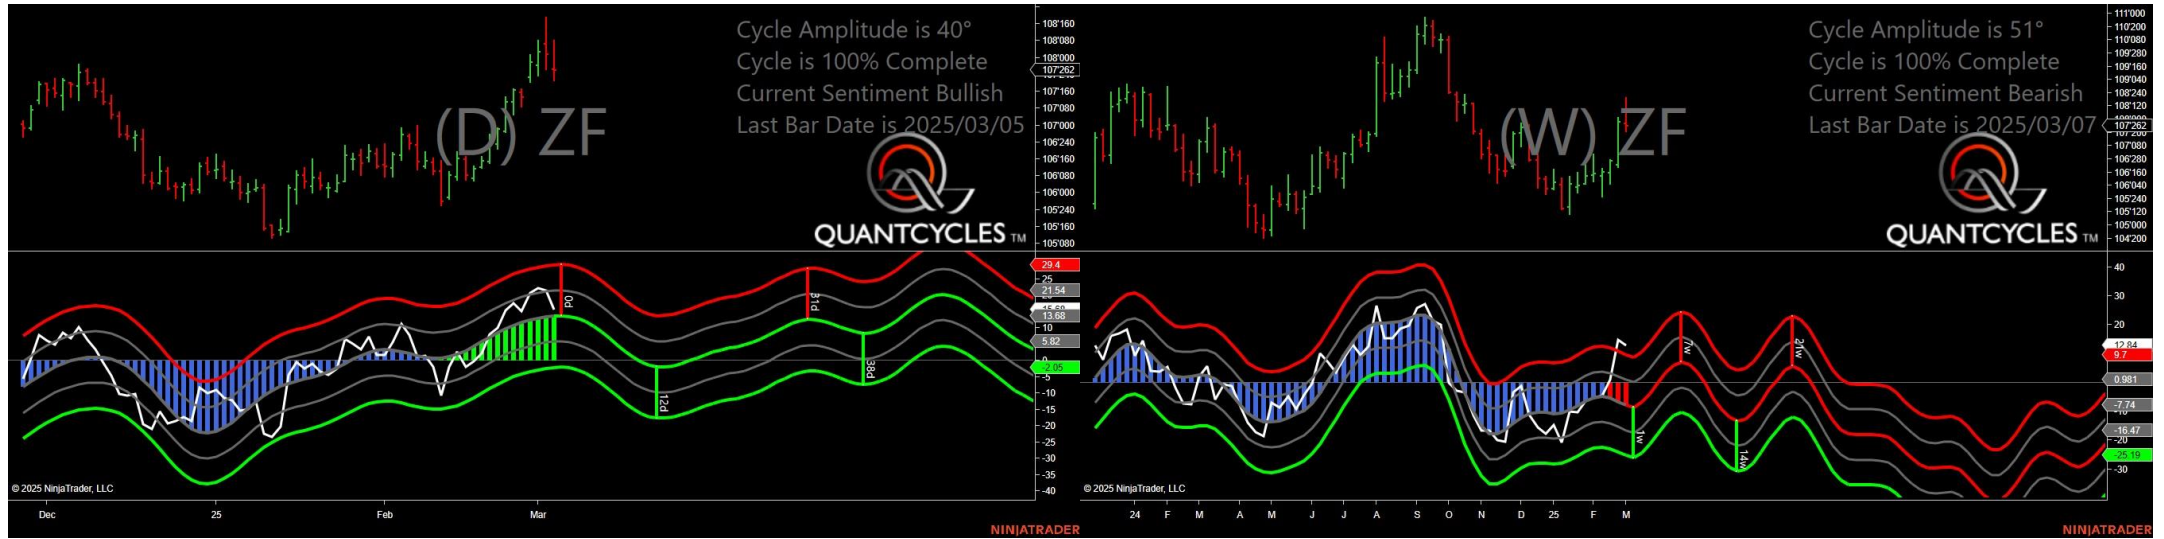 Cycle Amplitude is 40°
Cycle is 100% Complete
Current Sentiment Bullish
Last Bar Date is 2025/03/05
(D) ZF
QUANTCYCLES TM
108'160
108'080
108'000
107'262
107'160
107'080
107'000
106'240
106'160
106'080
106'000
105'240
105'160
105'080
29.4
25
21.54
13.68
10
5.82
0
-2.05
-5
-10
-15
-20
-25
-30
-35
-40
0d
12d
31d
38d
© 2025 NinjaTrader, LLC
Dec 25 Feb Mar
NINJATRADER
Cycle Amplitude is 51°
Cycle is 100% Complete
Current Sentiment Bearish
Last Bar Date is 2025/03/07
(W) ZF
QUANTCYCLES TM
111'000
110'200
110'080
109'280
109'160
109'040
108'240
108'120
107'262
107'080
106'280
106'160
106'040
105'240
105'120
104'200
40
30
20
12.84
9.7
0.981
-7.74
-16.47
-20
-25.19
-30
1w
7w
14w
21w
© 2025 NinjaTrader, LLC
24 F M A M J J A S O N D 25 F M
NINJATRADER